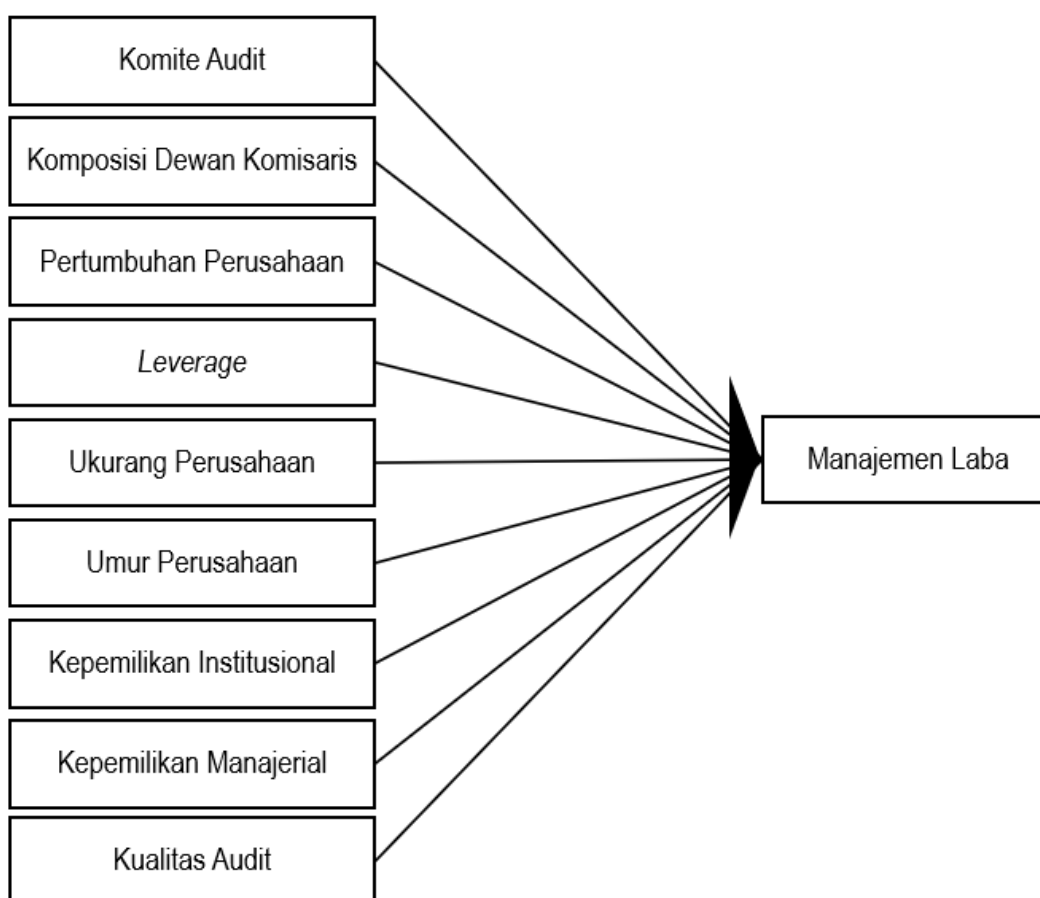 Komite Audit
Komposisi Dewan Komisaris
Pertumbuhan Perusahaan
Leverage
Ukurang Perusahaan
Umur Perusahaan
Kepemilikan Institusional
Kepemilikan Manajerial
Kualitas Audit
Manajemen Laba